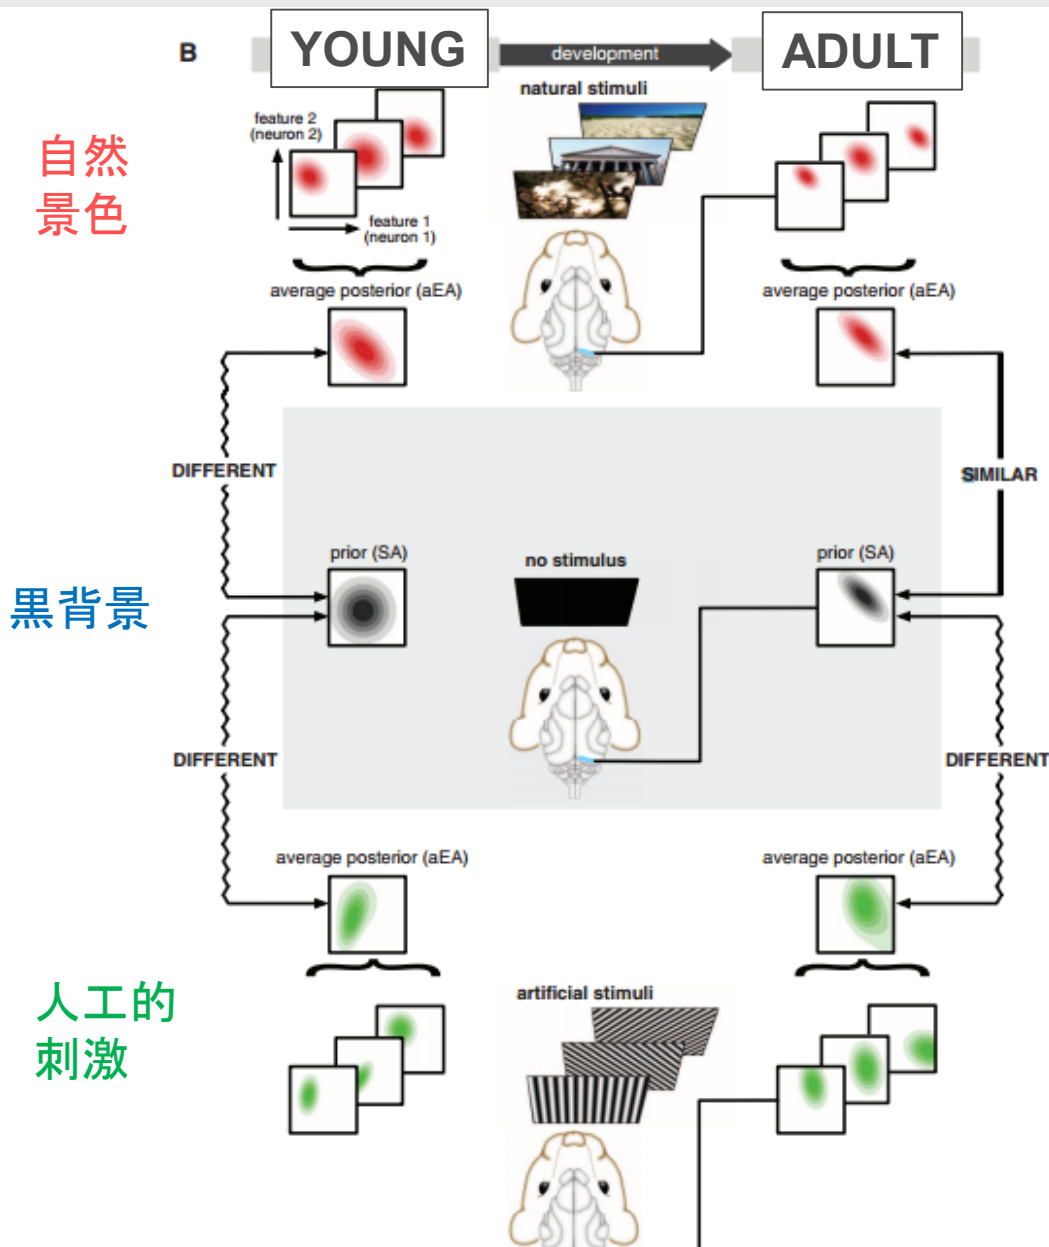 B
YOUNG
development
ADULT
natural stimuli
feature 2
(neuron 2)
自然
景色
feature 1
(neuron 1)
average posterior (aEA)
average posterior (aEA)
DIFFERENT
SIMILAR
prior (SA)
no stimulus
prior (SA)
黒背景
DIFFERENT
DIFFERENT
average posterior (aEA)
average posterior (aEA)
人工的
刺激
artificial stimuli